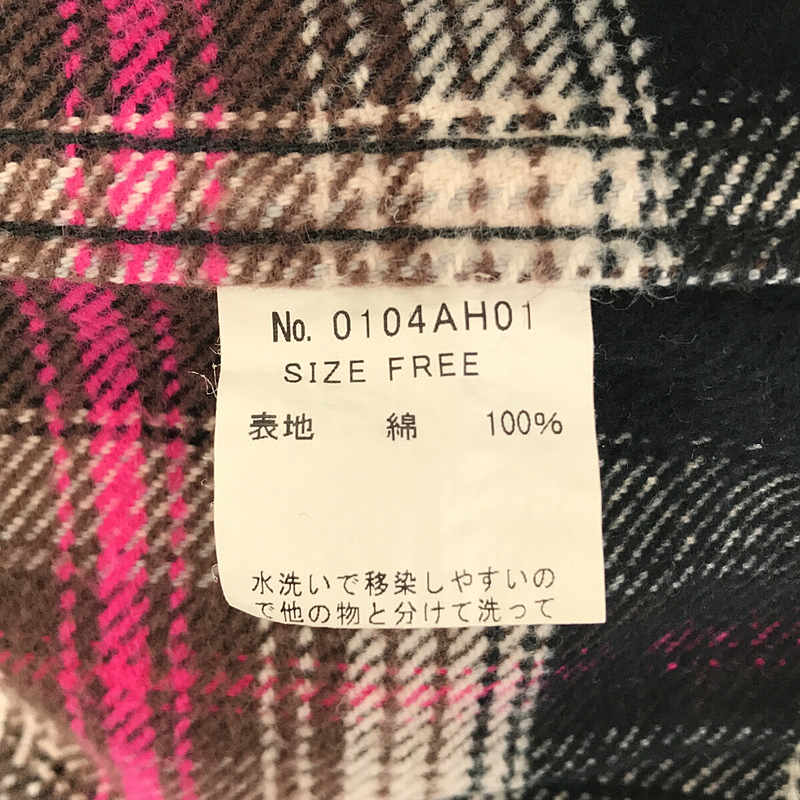 No. 0104AH01
SIZE FREE
表地 綿 100%
水洗いで移染しやすいの
で他の物と分けて洗って